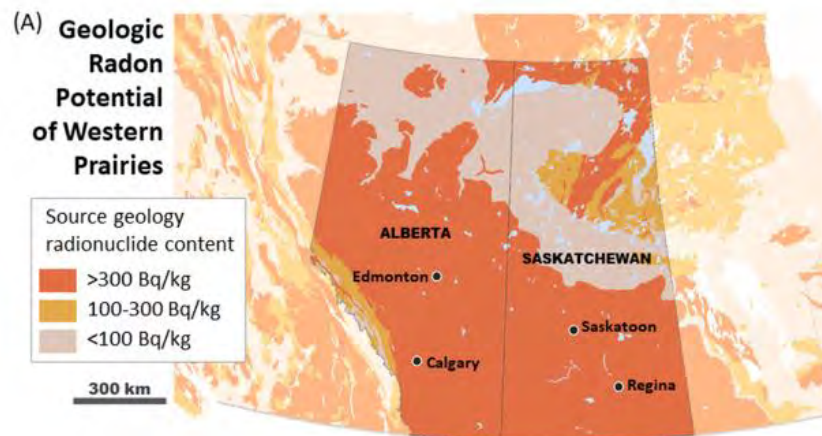 (A) Geologic
Radon
Potential
of Western
Prairies
Source geology
radionuclide content
>300 Bq/kg
100-300 Bq/kg
<100 Bq/kg
300 km
ALBERTA
SASKATCHEWAN
Edmonton
Saskatoon
Calgary
Regina